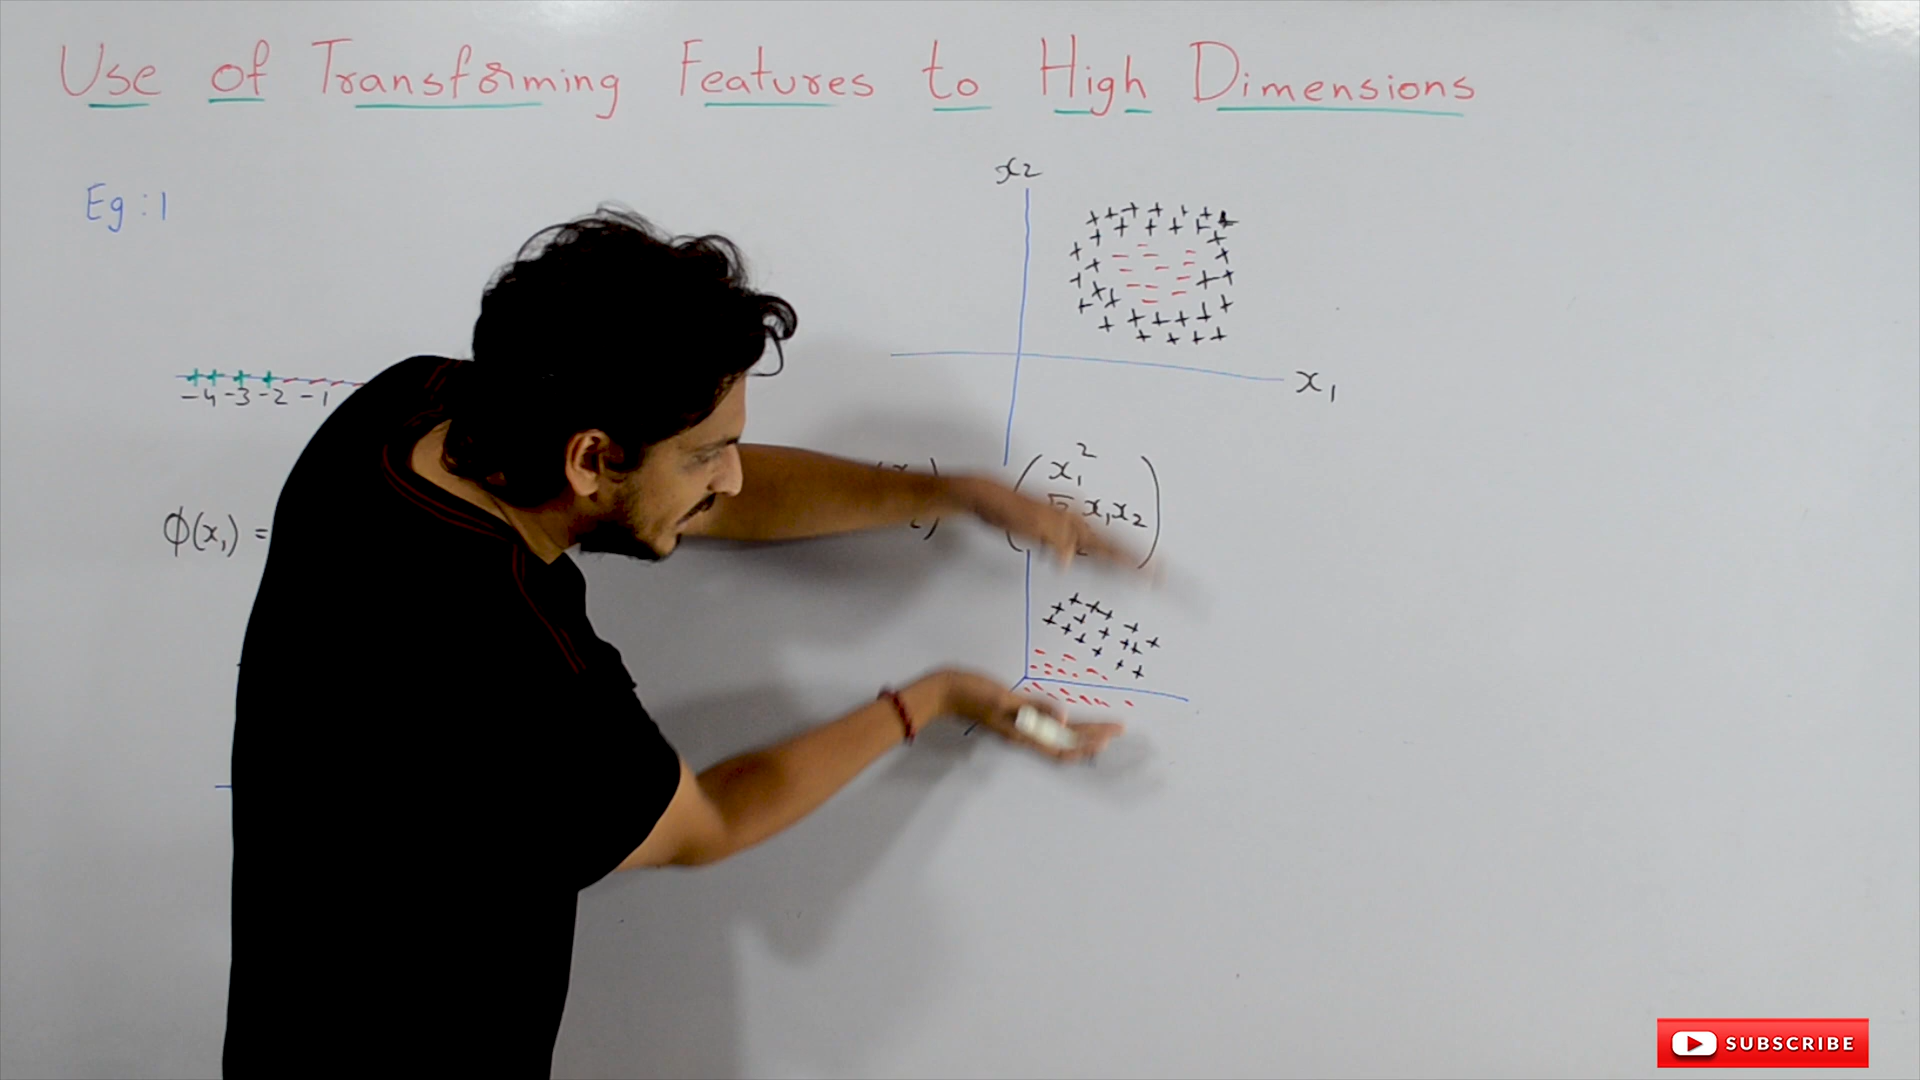 Use of Transforming Features to High Dimensions
Eg : 1
x₂
x₁
-4 -3 -2 -1
x₁²
x₁x₂
ϕ(x₁) =
SUBSCRIBE